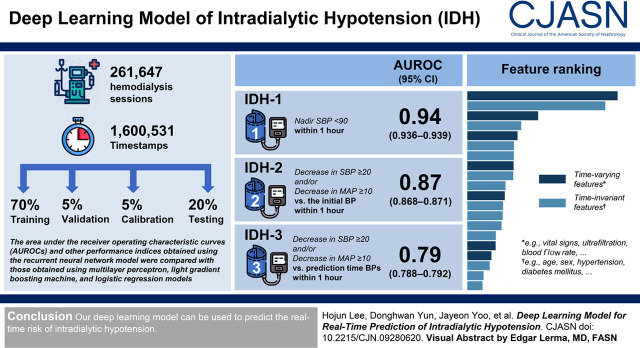 Deep Learning Model of Intradialytic Hypotension (IDH)
CJASN
Clinical Journal of the American Society of Nephrology
261,647
hemodialysis
sessions
1,600,531
Timestamps
70%
Training
5%
Validation
5%
Calibration
20%
Testing
The area under the receiver operating characteristic curves
(AUROCs) and other performance indices obtained using
the recurrent neural network model were compared with
those obtained using multilayer perceptron, light gradient
boosting machine, and logistic regression models
AUROC
(95% CI)
IDH-1
1
Nadir SBP <90
within 1 hour
0.94
(0.936–0.939)
IDH-2
2
Decrease in SBP ≥20
and/or
Decrease in MAP ≥10
vs. the initial BP
within 1 hour
0.87
(0.868–0.871)
IDH-3
3
Decrease in SBP ≥20
and/or
Decrease in MAP ≥10
vs. prediction time BPs
within 1 hour
0.79
(0.788–0.792)
Feature ranking
Time-varying
features*
Time-invariant
features†
*e.g., vital signs, ultrafiltration,
blood flow rate, ...
†e.g., age, sex, hypertension,
diabetes mellitus, ...
Conclusion Our deep learning model can be used to predict the real-
time risk of intradialytic hypotension.
Hojun Lee, Donghwan Yun, Jayeon Yoo, et al. Deep Learning Model for
Real-Time Prediction of Intradialytic Hypotension. CJASN doi:
10.2215/CJN.09280620. Visual Abstract by Edgar Lerma, MD, FASN